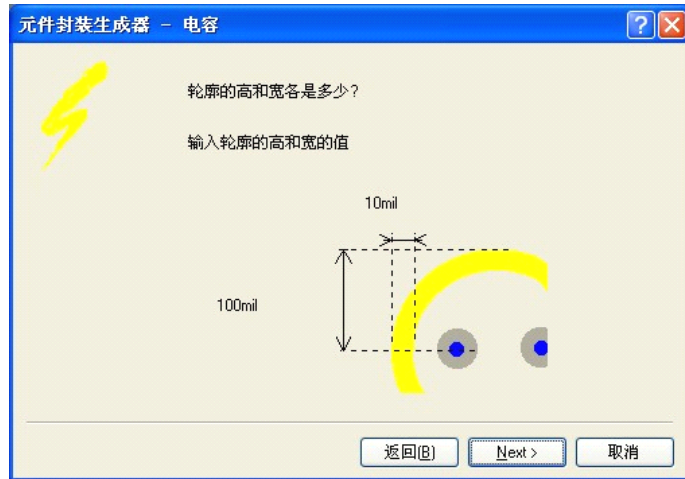 元件封装生成器 - 电容
轮廓的高和宽各是多少?
输入轮廓的高和宽的值
10mil
100mil
返回(B)
Next >
取消